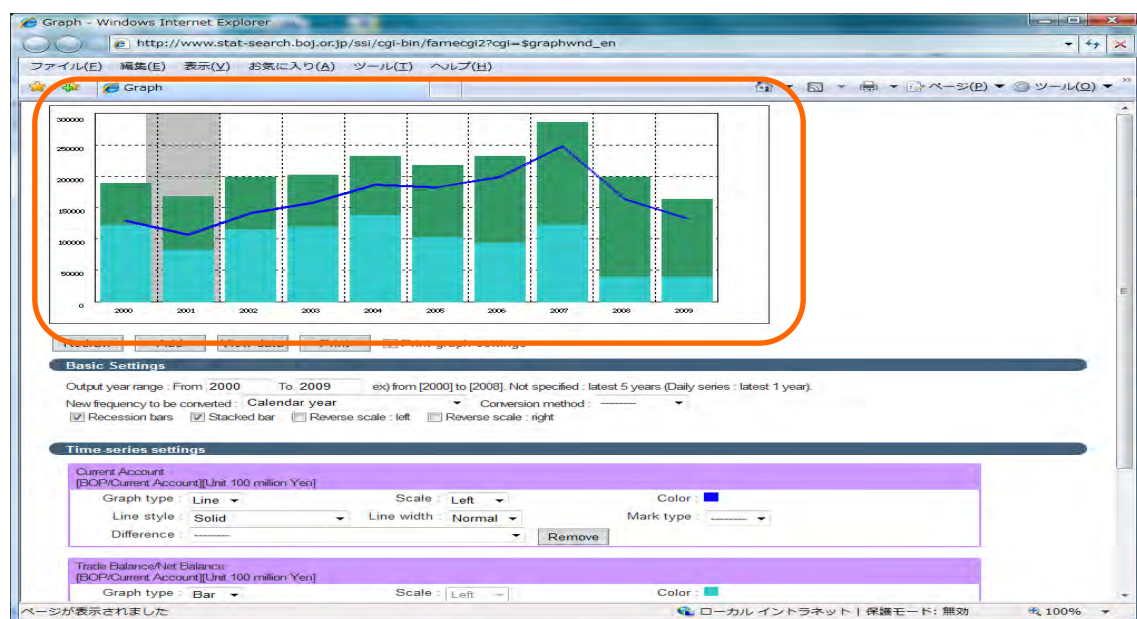 Graph - Windows Internet Explorer
http://www.stat-search.boj.or.jp/ssi/cgi-bin/famecgi2?cgi=$graphwnd_en
ファイル(F) 編集(E) 表示(V) お気に入り(A) ツール(T) ヘルプ(H)
Graph ページ(P) ツール(O)
300000
250000
200000
150000
100000
50000
0
2000 2001 2002 2003 2004 2005 2006 2007 2008 2009
Redraw Add View data Print Print graph settings
Basic Settings
Output year range : From 2000 To 2009 ex) from [2000] to [2008]. Not specified : latest 5 years (Daily series : latest 1 year).
New frequency to be converted : Calendar year Conversion method : --------
Recession bars Stacked bar Reverse scale : left Reverse scale : right
Time-series settings
Current Account
[BOP/Current Account][Unit 100 million Yen]
Graph type : Line Scale : Left Color :
Line style : Solid Line width : Normal Mark type : --------
Difference : -------- Remove
Trade Balance/Net Balance
[BOP/Current Account][Unit 100 million Yen]
Graph type : Bar Scale : Left Color :
ページが表示されました ローカル イントラネット | 保護モード: 無効 100%